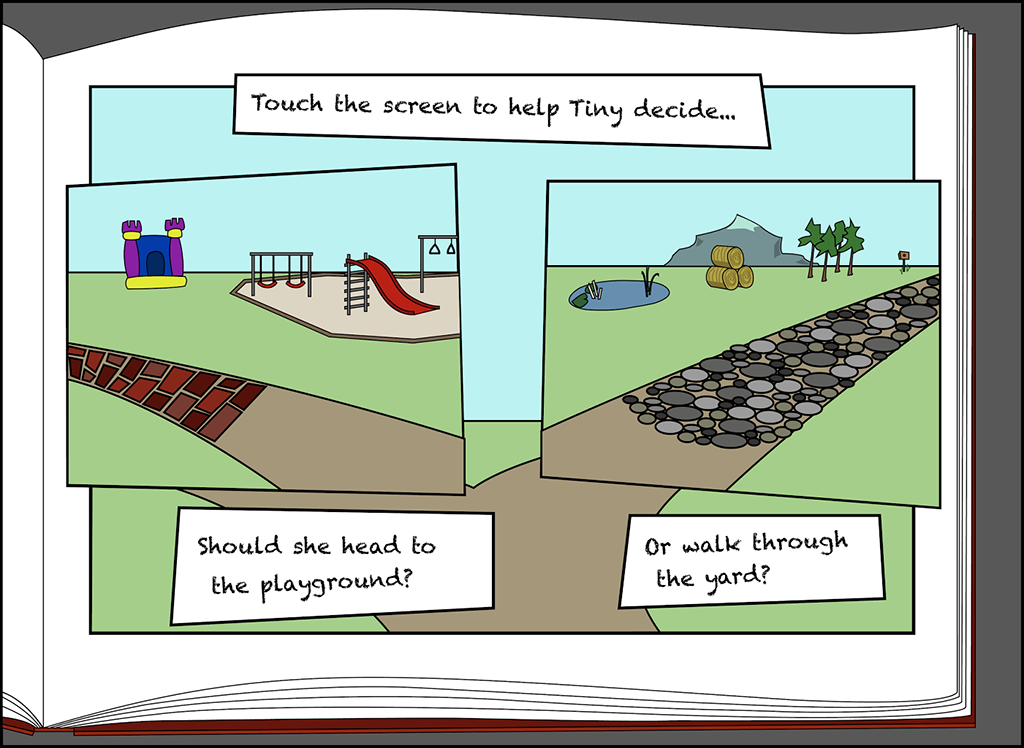 Touch the screen to help Tiny decide...
Should she head to
the playground?
Or walk through
the yard?